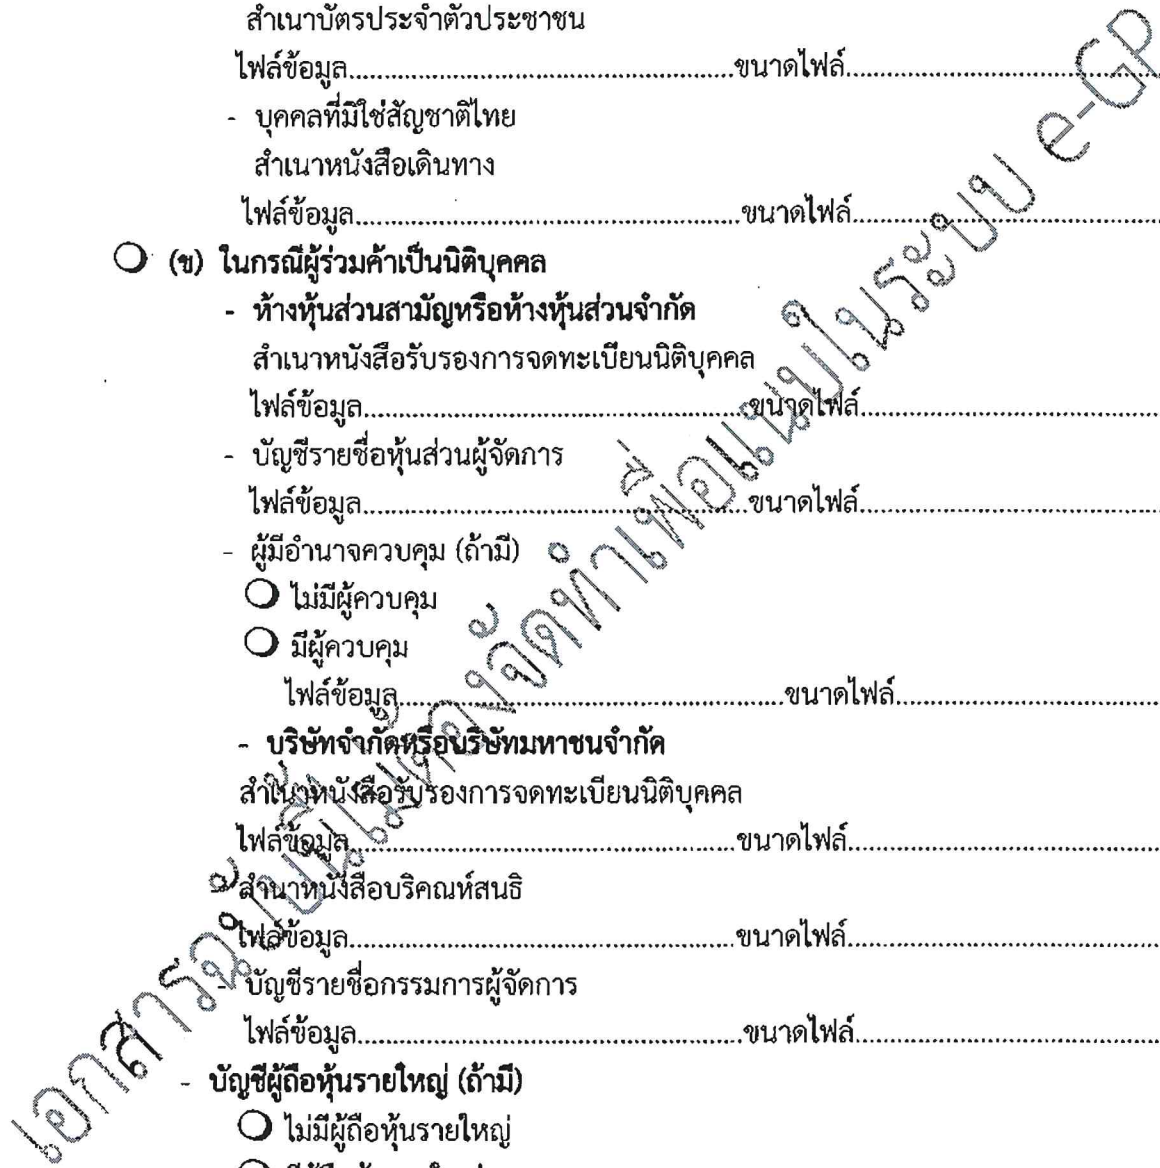 สำเนาบัตรประจำตัวประชาชน
ไฟล์ข้อมูล................................................ขนาดไฟล์........................................
- บุคคลที่มิใช่สัญชาติไทย
สำเนาหนังสือเดินทาง
ไฟล์ข้อมูล................................................ขนาดไฟล์........................................
(ข) ในกรณีผู้ร่วมค้าเป็นนิติบุคคล
- ห้างหุ้นส่วนสามัญหรือห้างหุ้นส่วนจำกัด
สำเนาหนังสือรับรองการจดทะเบียนนิติบุคคล
ไฟล์ข้อมูล................................................ขนาดไฟล์........................................
- บัญชีรายชื่อหุ้นส่วนผู้จัดการ
ไฟล์ข้อมูล................................................ขนาดไฟล์........................................
- ผู้มีอำนาจควบคุม (ถ้ามี)
ไม่มีผู้ควบคุม
มีผู้ควบคุม
ไฟล์ข้อมูล................................................ขนาดไฟล์........................................
- บริษัทจำกัดหรือบริษัทมหาชนจำกัด
สำเนาหนังสือรับรองการจดทะเบียนนิติบุคคล
ไฟล์ข้อมูล................................................ขนาดไฟล์........................................
สำเนาหนังสือบริคณห์สนธิ
ไฟล์ข้อมูล................................................ขนาดไฟล์........................................
- บัญชีรายชื่อกรรมการผู้จัดการ
ไฟล์ข้อมูล................................................ขนาดไฟล์........................................
- บัญชีผู้ถือหุ้นรายใหญ่ (ถ้ามี)
ไม่มีผู้ถือหุ้นรายใหญ่
เอกสารฉบับนี้ไม่ต้องจัดทำเพื่อแนบในระบบ e-GP